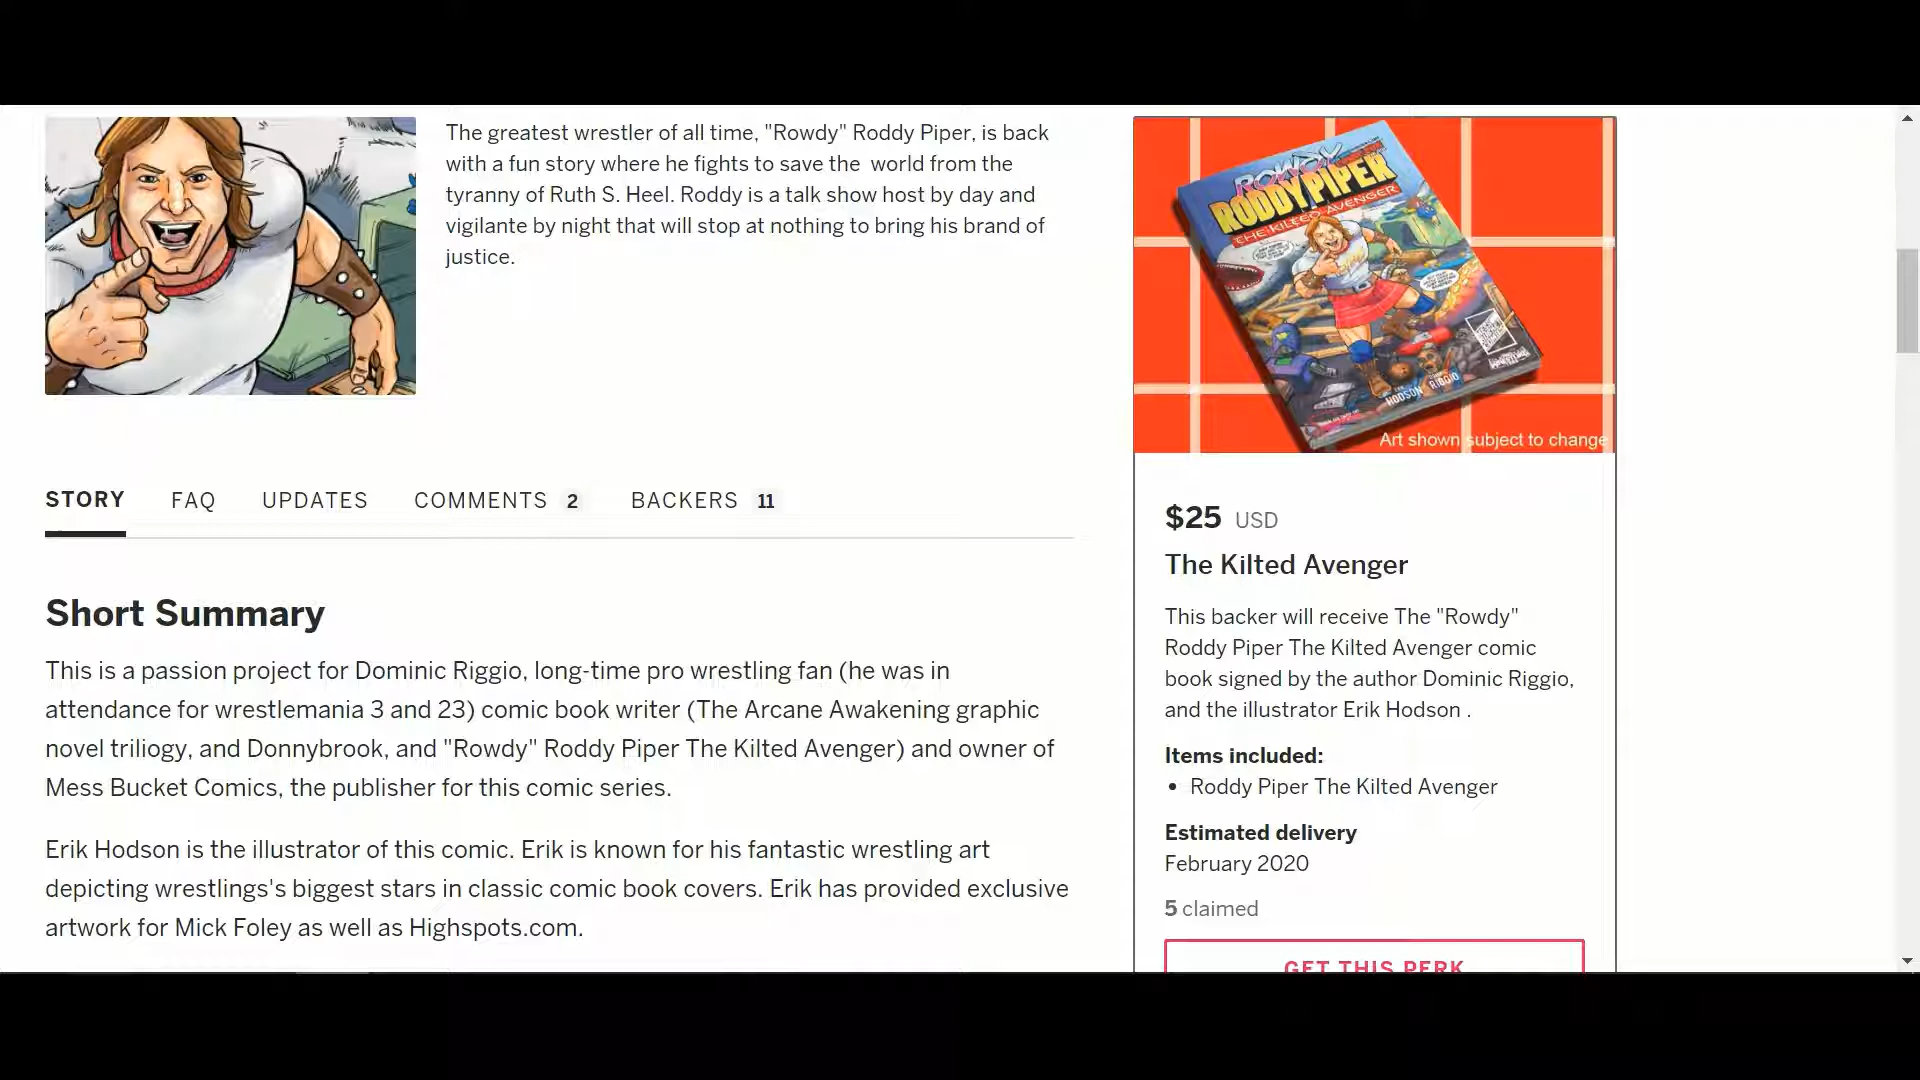 The greatest wrestler of all time, "Rowdy" Roddy Piper, is back
with a fun story where he fights to save the world from the
tyranny of Ruth S. Heel. Roddy is a talk show host by day and
vigilante by night that will stop at nothing to bring his brand of
justice.
STORY FAQ UPDATES COMMENTS 2 BACKERS 11
Short Summary
This is a passion project for Dominic Riggio, long-time pro wrestling fan (he was in
attendance for wrestlemania 3 and 23) comic book writer (The Arcane Awakening graphic
novel triliogy, and Donnybrook, and "Rowdy" Roddy Piper The Kilted Avenger) and owner of
Mess Bucket Comics, the publisher for this comic series.
Erik Hodson is the illustrator of this comic. Erik is known for his fantastic wrestling art
depicting wrestlings's biggest stars in classic comic book covers. Erik has provided exclusive
artwork for Mick Foley as well as Highspots.com.
ROWDY
RODDY PIPER
THE KILTED AVENGER
HODSON RIGGIO
Art shown subject to change
$25 USD
The Kilted Avenger
This backer will receive The "Rowdy"
Roddy Piper The Kilted Avenger comic
book signed by the author Dominic Riggio,
and the illustrator Erik Hodson .
Items included:
• Roddy Piper The Kilted Avenger
Estimated delivery
February 2020
5 claimed
GET THIS PERK